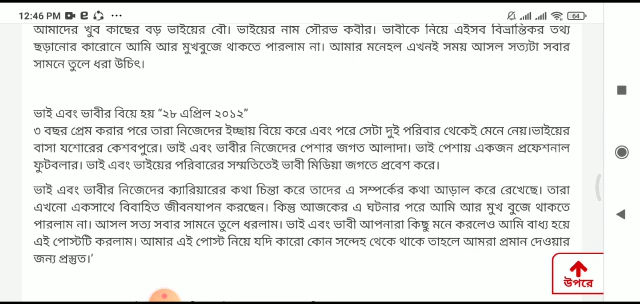 12:46 PM
64
আমাদের খুব কাছের বড় ভাইয়ের বৌ। ভাইয়ের নাম সৌরভ কবীর। ভাবীকে নিয়ে এইসব বিভ্রান্তিকর তথ্য
ছড়ানোর কারোনে আমি আর মুখবুজে থাকতে পারলাম না। আমার মনেহল এখনই সময় আসল সত্যটা সবার
সামনে তুলে ধরা উচিৎ।
ভাই এবং ভাবীর বিয়ে হয় “২৮ এপ্রিল ২০১২”
৩ বছর প্রেম করার পরে তারা নিজেদের ইচ্ছায় বিয়ে করে এবং পরে সেটা দুই পরিবার থেকেই মেনে নেয়।ভাইয়ের
বাসা যশোরের কেশবপুরে। ভাই এবং ভাবীর নিজেদের পেশার জগত আলাদা। ভাই পেশায় একজন প্রফেশনাল
ফুটবলার। ভাই এবং ভাইয়ের পরিবারের সম্মতিতেই ভাবী মিডিয়া জগতে প্রবেশ করে।
ভাই এবং ভাবীর নিজেদের ক্যারিয়ারের কথা চিন্তা করে তাদের এ সম্পর্কের কথা আড়াল করে রেখেছে। তারা
এখনো একসাথে বিবাহিত জীবনযাপন করছেন। কিন্তু আজকের এ ঘটনার পরে আমি আর মুখ বুজে থাকতে
পারলাম না। আসল সত্য সবার সামনে তুলে ধরলাম। ভাই এবং ভাবী আপনারা কিছু মনে করলেও আমি বাধ্য হয়ে
এই পোস্টটি করলাম। আমার এই পোস্ট নিয়ে যদি কারো কোন সন্দেহ থেকে থাকে তাহলে আমরা প্রমান দেওয়ার
জন্য প্রস্তুত।’
উপরে